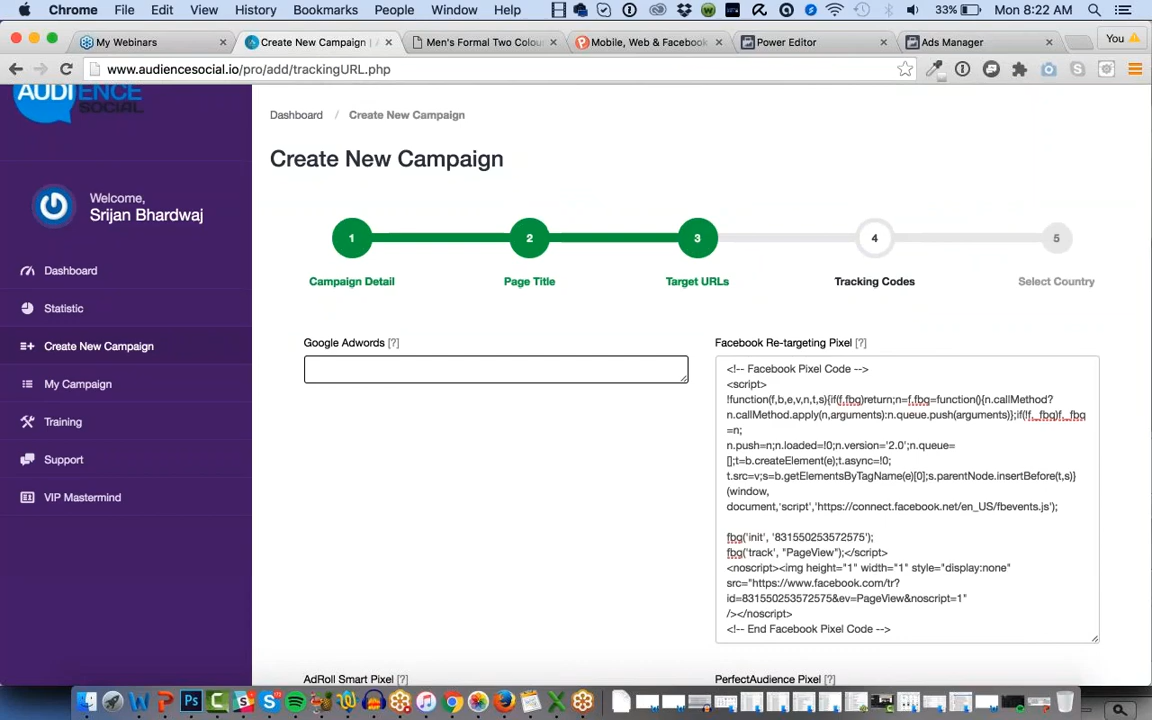 Chrome File Edit View History Bookmarks People Window Help
33% Mon 8:22 AM
My Webinars
Create New Campaign | A
Men's Formal Two Colou
Mobile, Web & Facebook
Power Editor
Ads Manager
You
www.audiencesocial.io/pro/add/trackingURL.php
AUDIENCE
SOCIAL
Dashboard / Create New Campaign
Create New Campaign
Welcome,
Srijan Bhardwaj
1 2 3 4 5
Campaign Detail Page Title Target URLs Tracking Codes Select Country
Dashboard
Statistic
Create New Campaign
My Campaign
Training
Support
VIP Mastermind
Google Adwords [?]
Facebook Re-targeting Pixel [?]
<!-- Facebook Pixel Code -->
<script>
!function(f,b,e,v,n,t,s){if(f.fbq)return;n=f.fbq=function(){n.callMethod?
n.callMethod.apply(n,arguments):n.queue.push(arguments)};if(!f._fbq)f._fbq
=n;
n.push=n;n.loaded=!0;n.version='2.0';n.queue=
[];t=b.createElement(e);t.async=!0;
t.src=v;s=b.getElementsByTagName(e)[0];s.parentNode.insertBefore(t,s)}
(window,
document,'script','https://connect.facebook.net/en_US/fbevents.js');
fbq('init', '831550253572575');
fbq('track', "PageView");</script>
<noscript><img height="1" width="1" style="display:none"
src="https://www.facebook.com/tr?
id=831550253572575&ev=PageView&noscript=1"
/></noscript>
<!-- End Facebook Pixel Code -->
AdRoll Smart Pixel [?]
PerfectAudience Pixel [?]